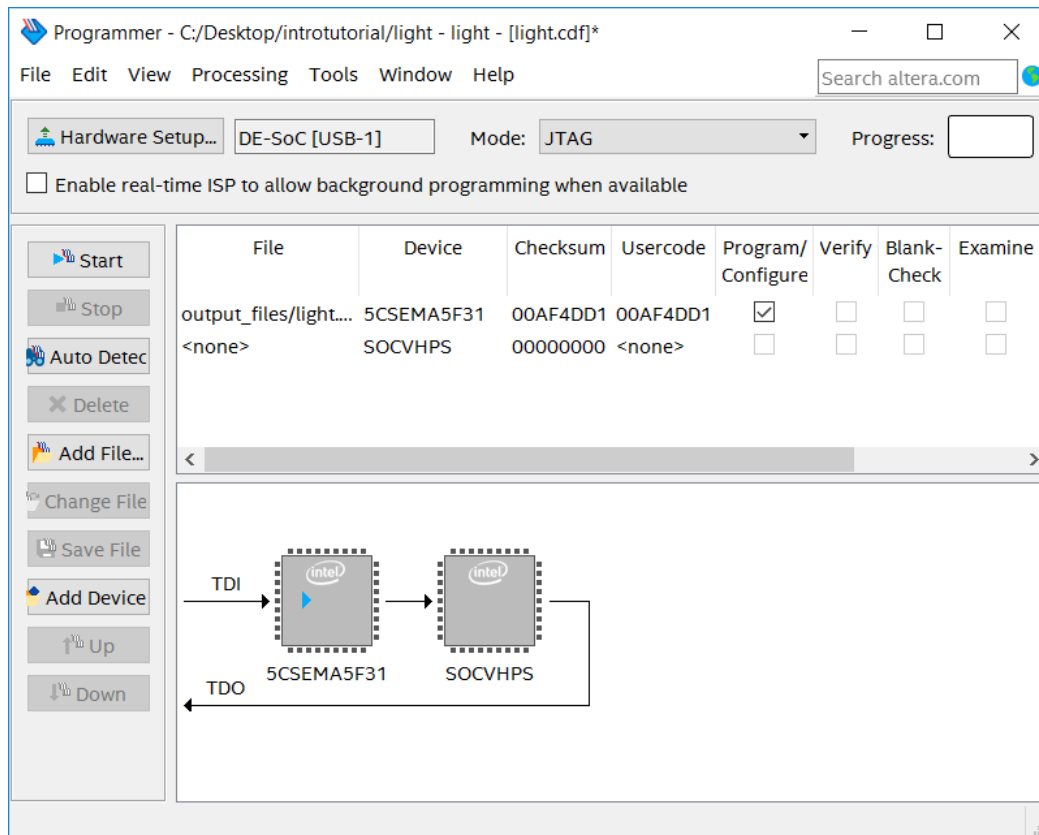 Programmer - C:/Desktop/introtutorial/light - light - [light.cdf]*
File Edit View Processing Tools Window Help
Search altera.com
Hardware Setup... DE-SoC [USB-1] Mode: JTAG Progress:
Enable real-time ISP to allow background programming when available
File Device Checksum Usercode Program/ Verify Blank- Examine
Configure Check
Start
output_files/light.... 5CSEMA5F31 00AF4DD1 00AF4DD1
Stop
<none> SOCVHPS 00000000 <none>
Auto Detec
Delete
Add File...
Change File
Save File
Add Device
Up
Down
intel intel
TDI
5CSEMA5F31 SOCVHPS
TDO